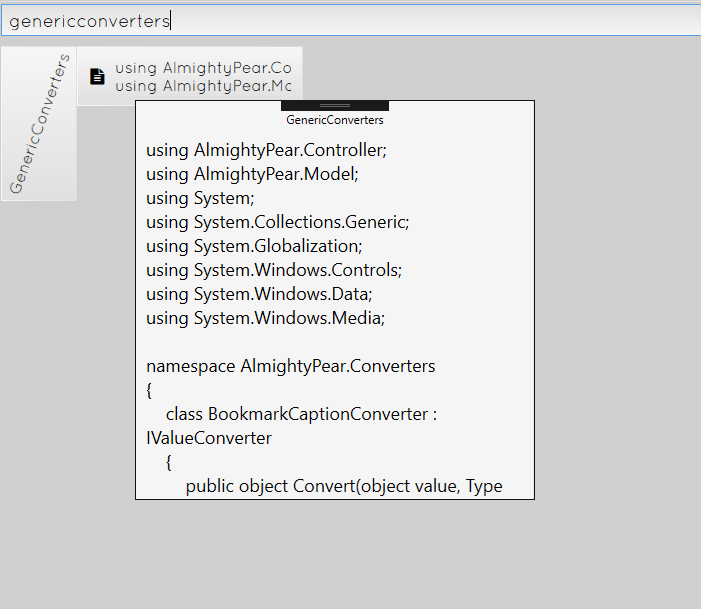 genericconverters
GenericConverters
using AlmightyPear.Co
using AlmightyPear.Mc
GenericConverters
using AlmightyPear.Controller;
using AlmightyPear.Model;
using System;
using System.Collections.Generic;
using System.Globalization;
using System.Windows.Controls;
using System.Windows.Data;
using System.Windows.Media;
namespace AlmightyPear.Converters
{
class BookmarkCaptionConverter :
IValueConverter
{
public object Convert(object value, Type